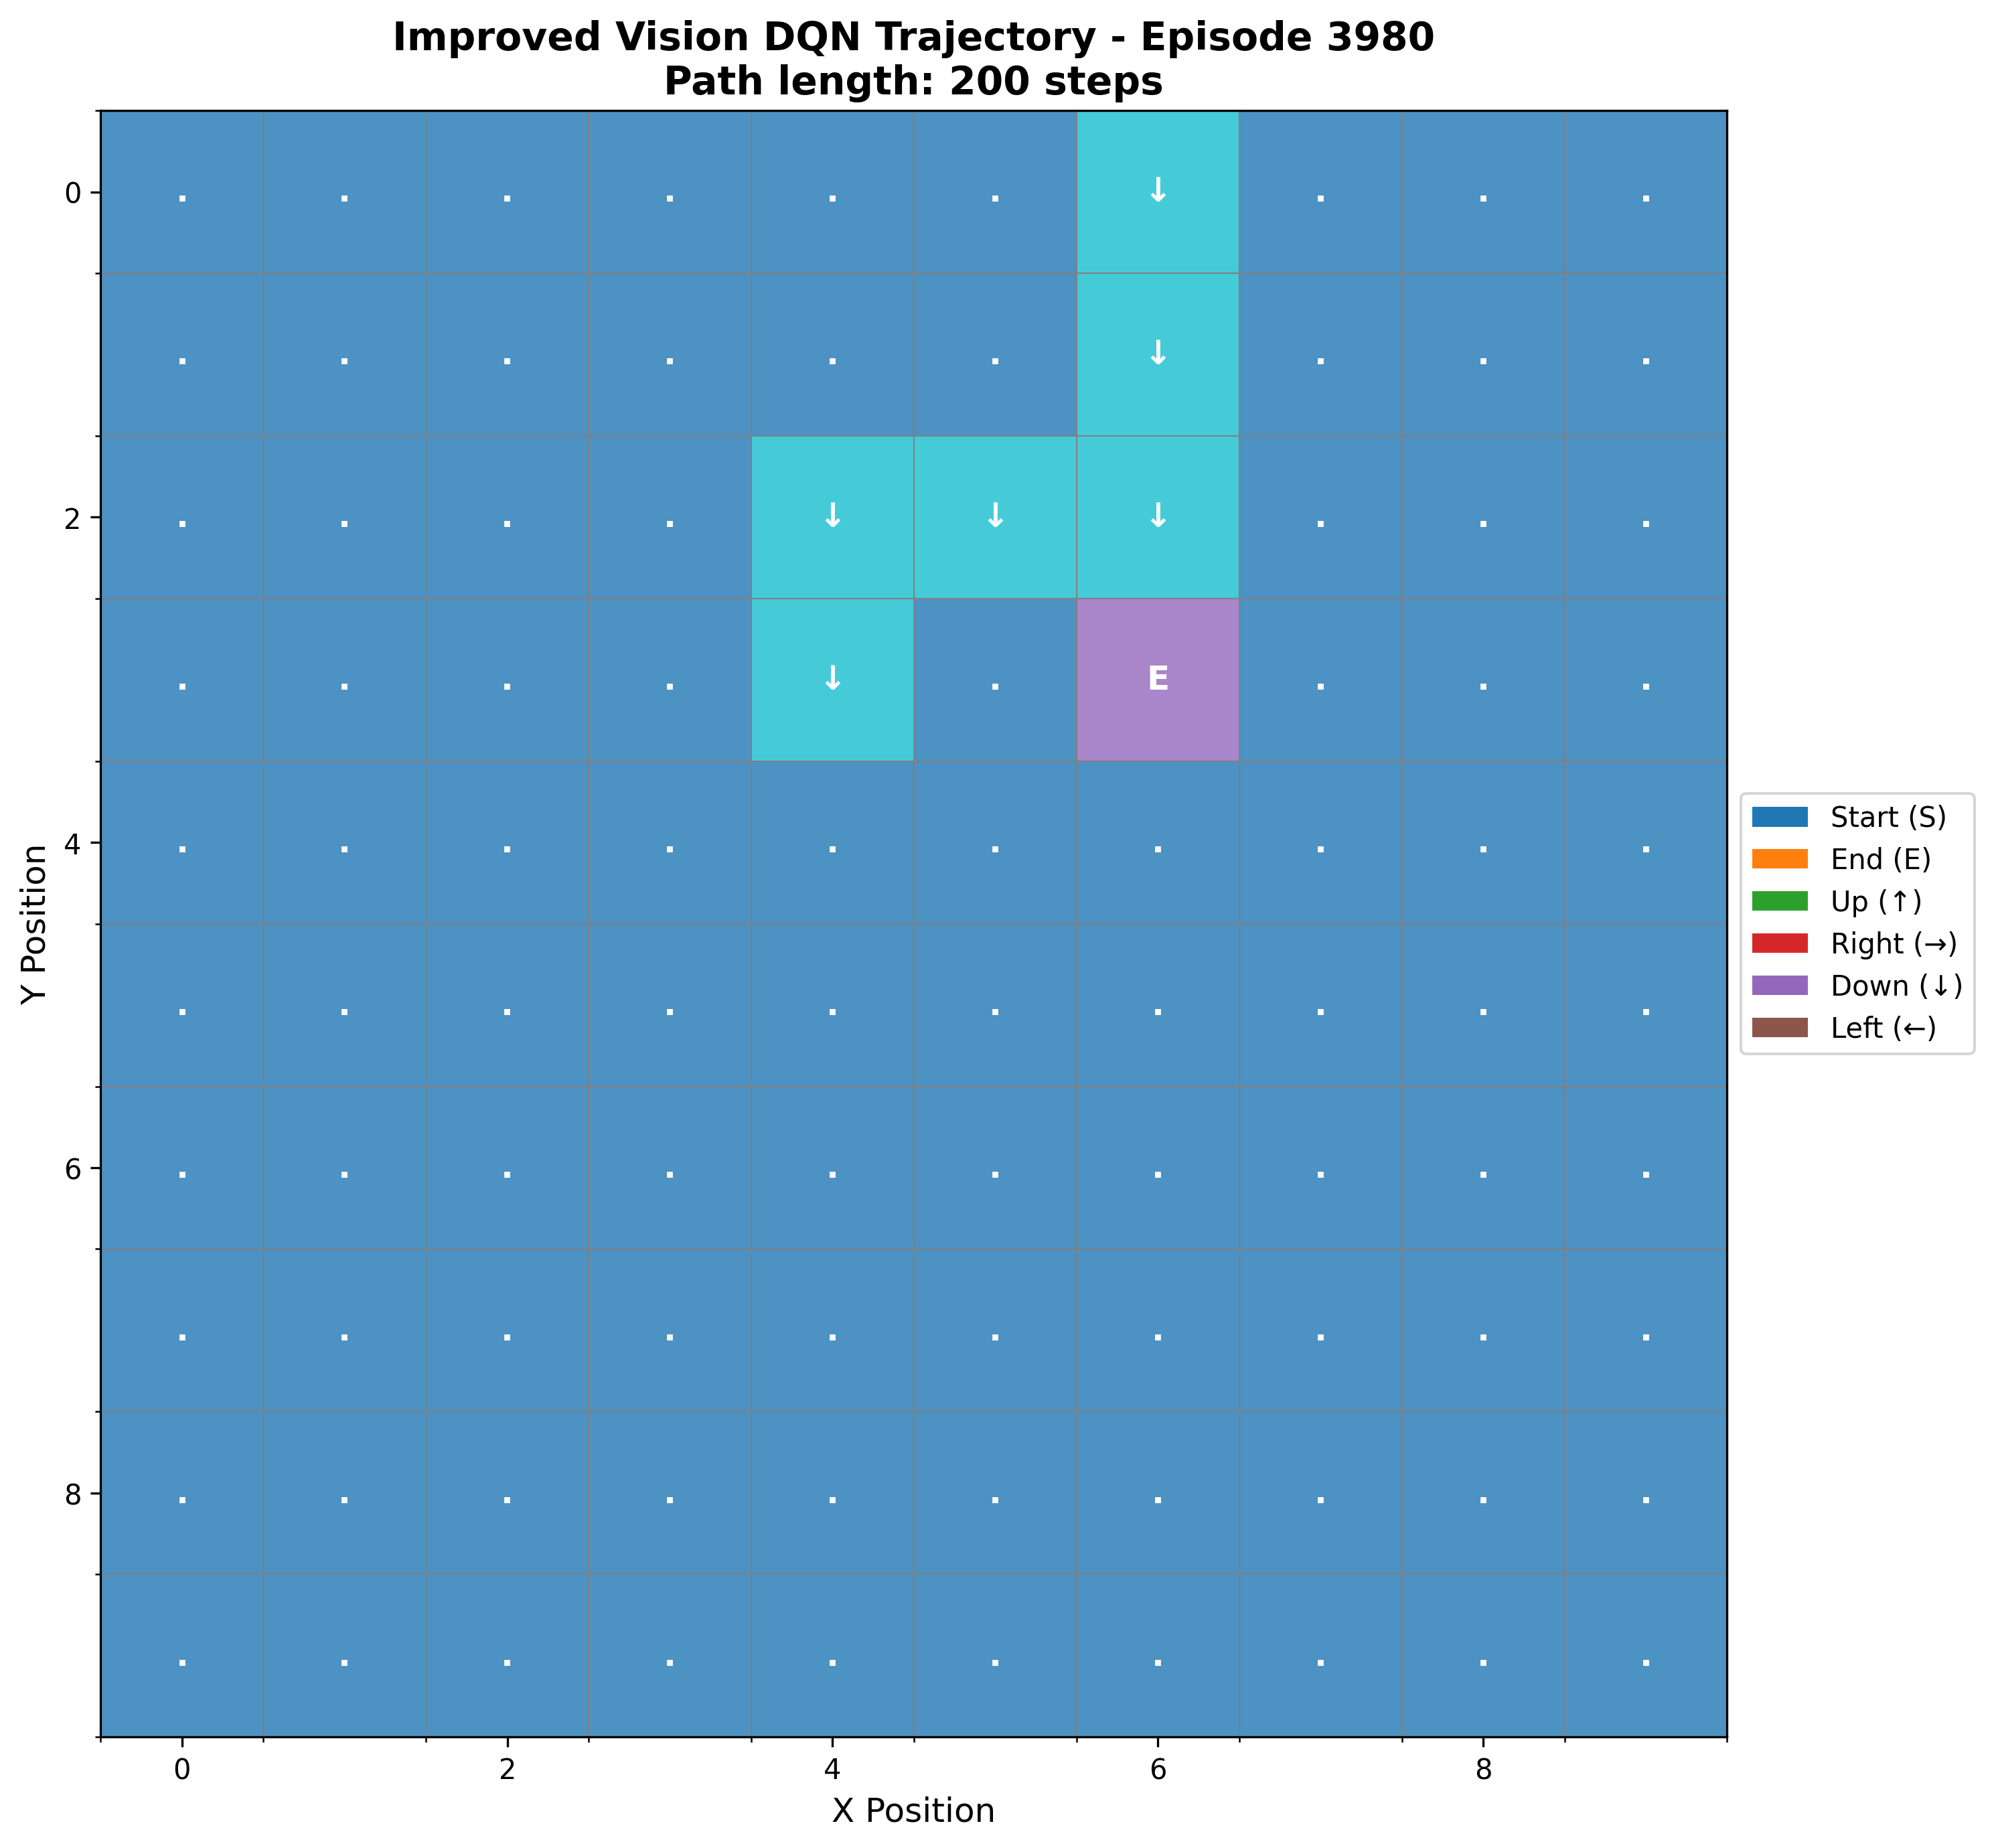 Improved Vision DQN Trajectory - Episode 3980
Path length: 200 steps
0 . . . . . . ↓ . . .
. . . . . . ↓ . . .
2 . . . . ↓ ↓ ↓ . . .
. . . . ↓ . E . . .
4 . . . . . . . . . .
. . . . . . . . . .
6 . . . . . . . . . .
. . . . . . . . . .
8 . . . . . . . . . .
. . . . . . . . . .
0 2 4 6 8
X Position
Y Position
Start (S)
End (E)
Up (↑)
Right (→)
Down (↓)
Left (←)